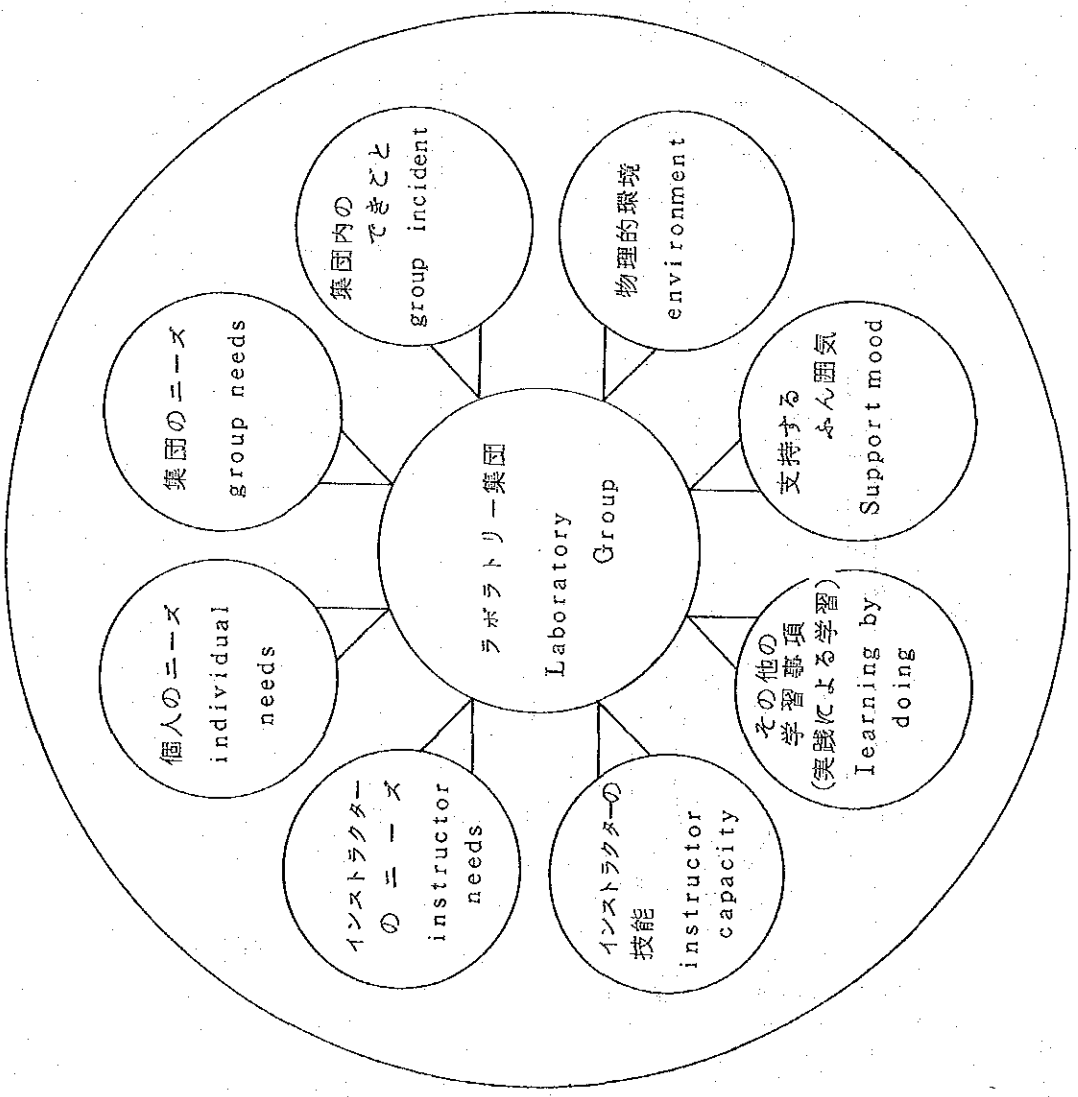 ラボラトリー集団
Laboratory
Group
個人のニーズ
individual
needs
集団のニーズ
group needs
集団内の
できごと
group incident
物理的環境
environment
支持する
ふん囲気
Support mood
その他の
学習事項
(実践による学習)
learning by
doing
インストラクターの
技能
instructor
capacity
インストラクター
のニーズ
instructor
needs